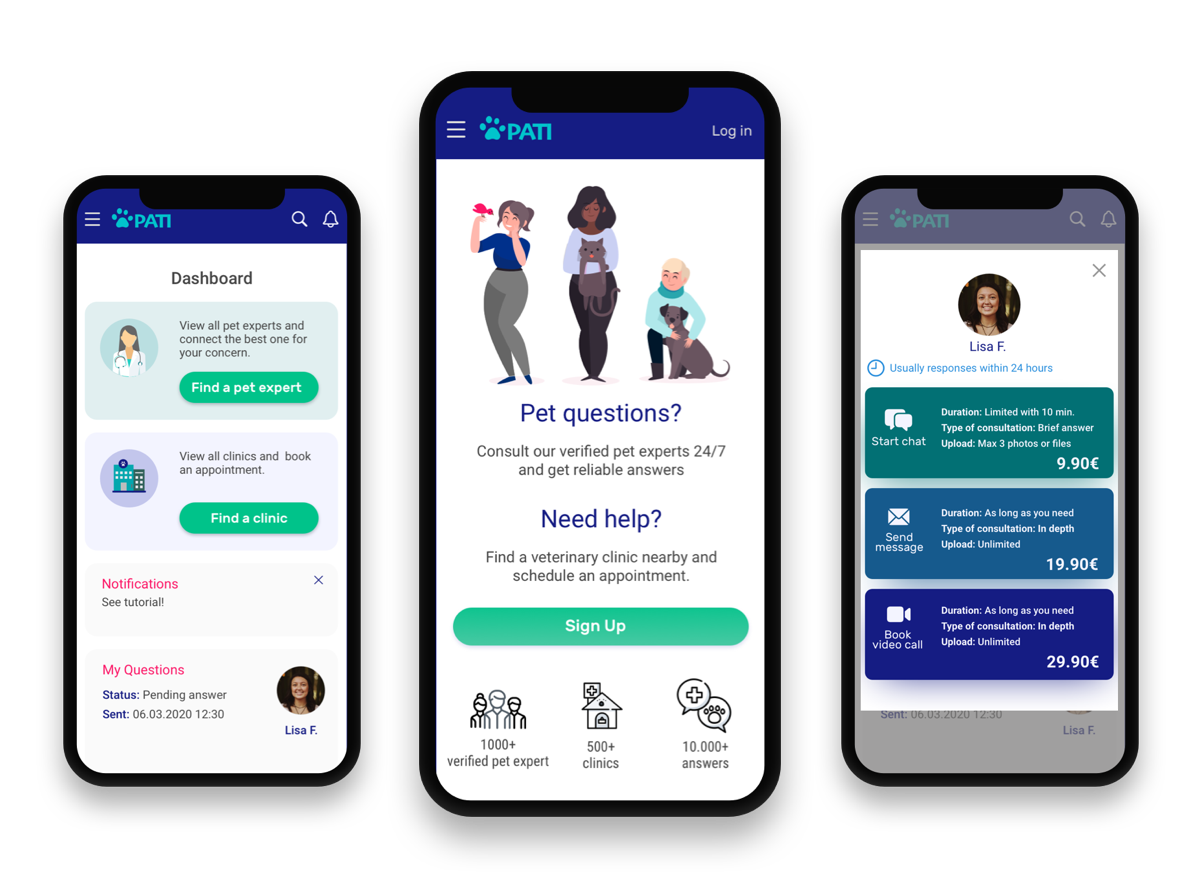 PATI
Dashboard
View all pet experts and
connect the best one for
your concern.
Find a pet expert
View all clinics and book
an appointment.
Find a clinic
Notifications
See tutorial!
My Questions
Status: Pending answer
Sent: 06.03.2020 12:30
Lisa F.
PATI
Log in
Pet questions?
Consult our verified pet experts 24/7
and get reliable answers
Need help?
Find a veterinary clinic nearby and
schedule an appointment.
Sign Up
1000+
verified pet expert
500+
clinics
10.000+
answers
PATI
Lisa F.
Usually responses within 24 hours
Start chat
Duration: Limited with 10 min.
Type of consultation: Brief answer
Upload: Max 3 photos or files
9.90€
Send
message
Duration: As long as you need
Type of consultation: In depth
Upload: Unlimited
19.90€
Book
video call
Duration: As long as you need
Type of consultation: In depth
Upload: Unlimited
29.90€
Sent: 06.03.2020 12:30
Lisa F.